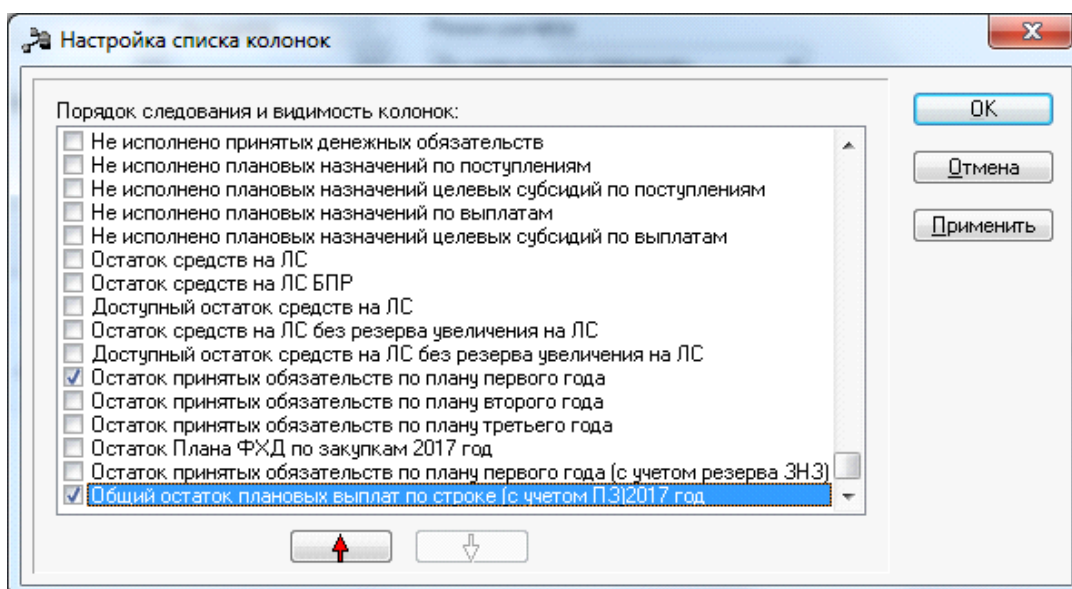 Настройка списка колонок
Порядок следования и видимость колонок:
Не исполнено принятых денежных обязательств
Не исполнено плановых назначений по поступлениям
Не исполнено плановых назначений целевых субсидий по поступлениям
Не исполнено плановых назначений по выплатам
Не исполнено плановых назначений целевых субсидий по выплатам
Остаток средств на ЛС
Остаток средств на ЛС БПР
Доступный остаток средств на ЛС
Остаток средств на ЛС без резерва увеличения на ЛС
Доступный остаток средств на ЛС без резерва увеличения на ЛС
Остаток принятых обязательств по плану первого года
Остаток принятых обязательств по плану второго года
Остаток принятых обязательств по плану третьего года
Остаток Плана ФХД по закупкам 2017 год
Остаток принятых обязательств по плану первого года (с учетом резерва ЗНЗ)
Общий остаток плановых выплат по строке (с учетом ПЗ)2017 год
OK
Отмена
Применить